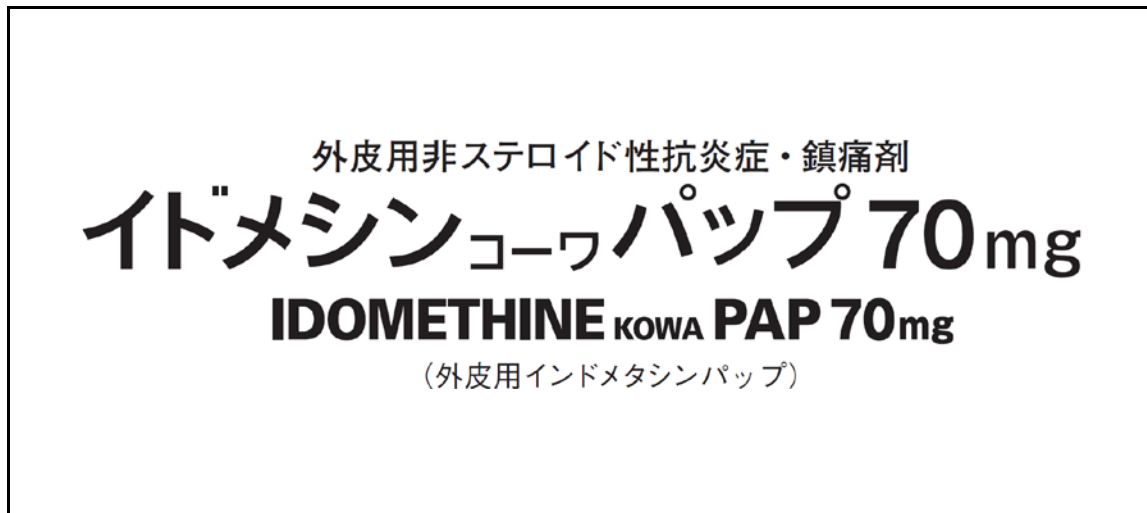 外皮用非ステロイド性抗炎症・鎮痛剤
イドメシンコーワパップ70mg
IDOMETHINE KOWA PAP 70mg
（外皮用インドメタシンパップ）